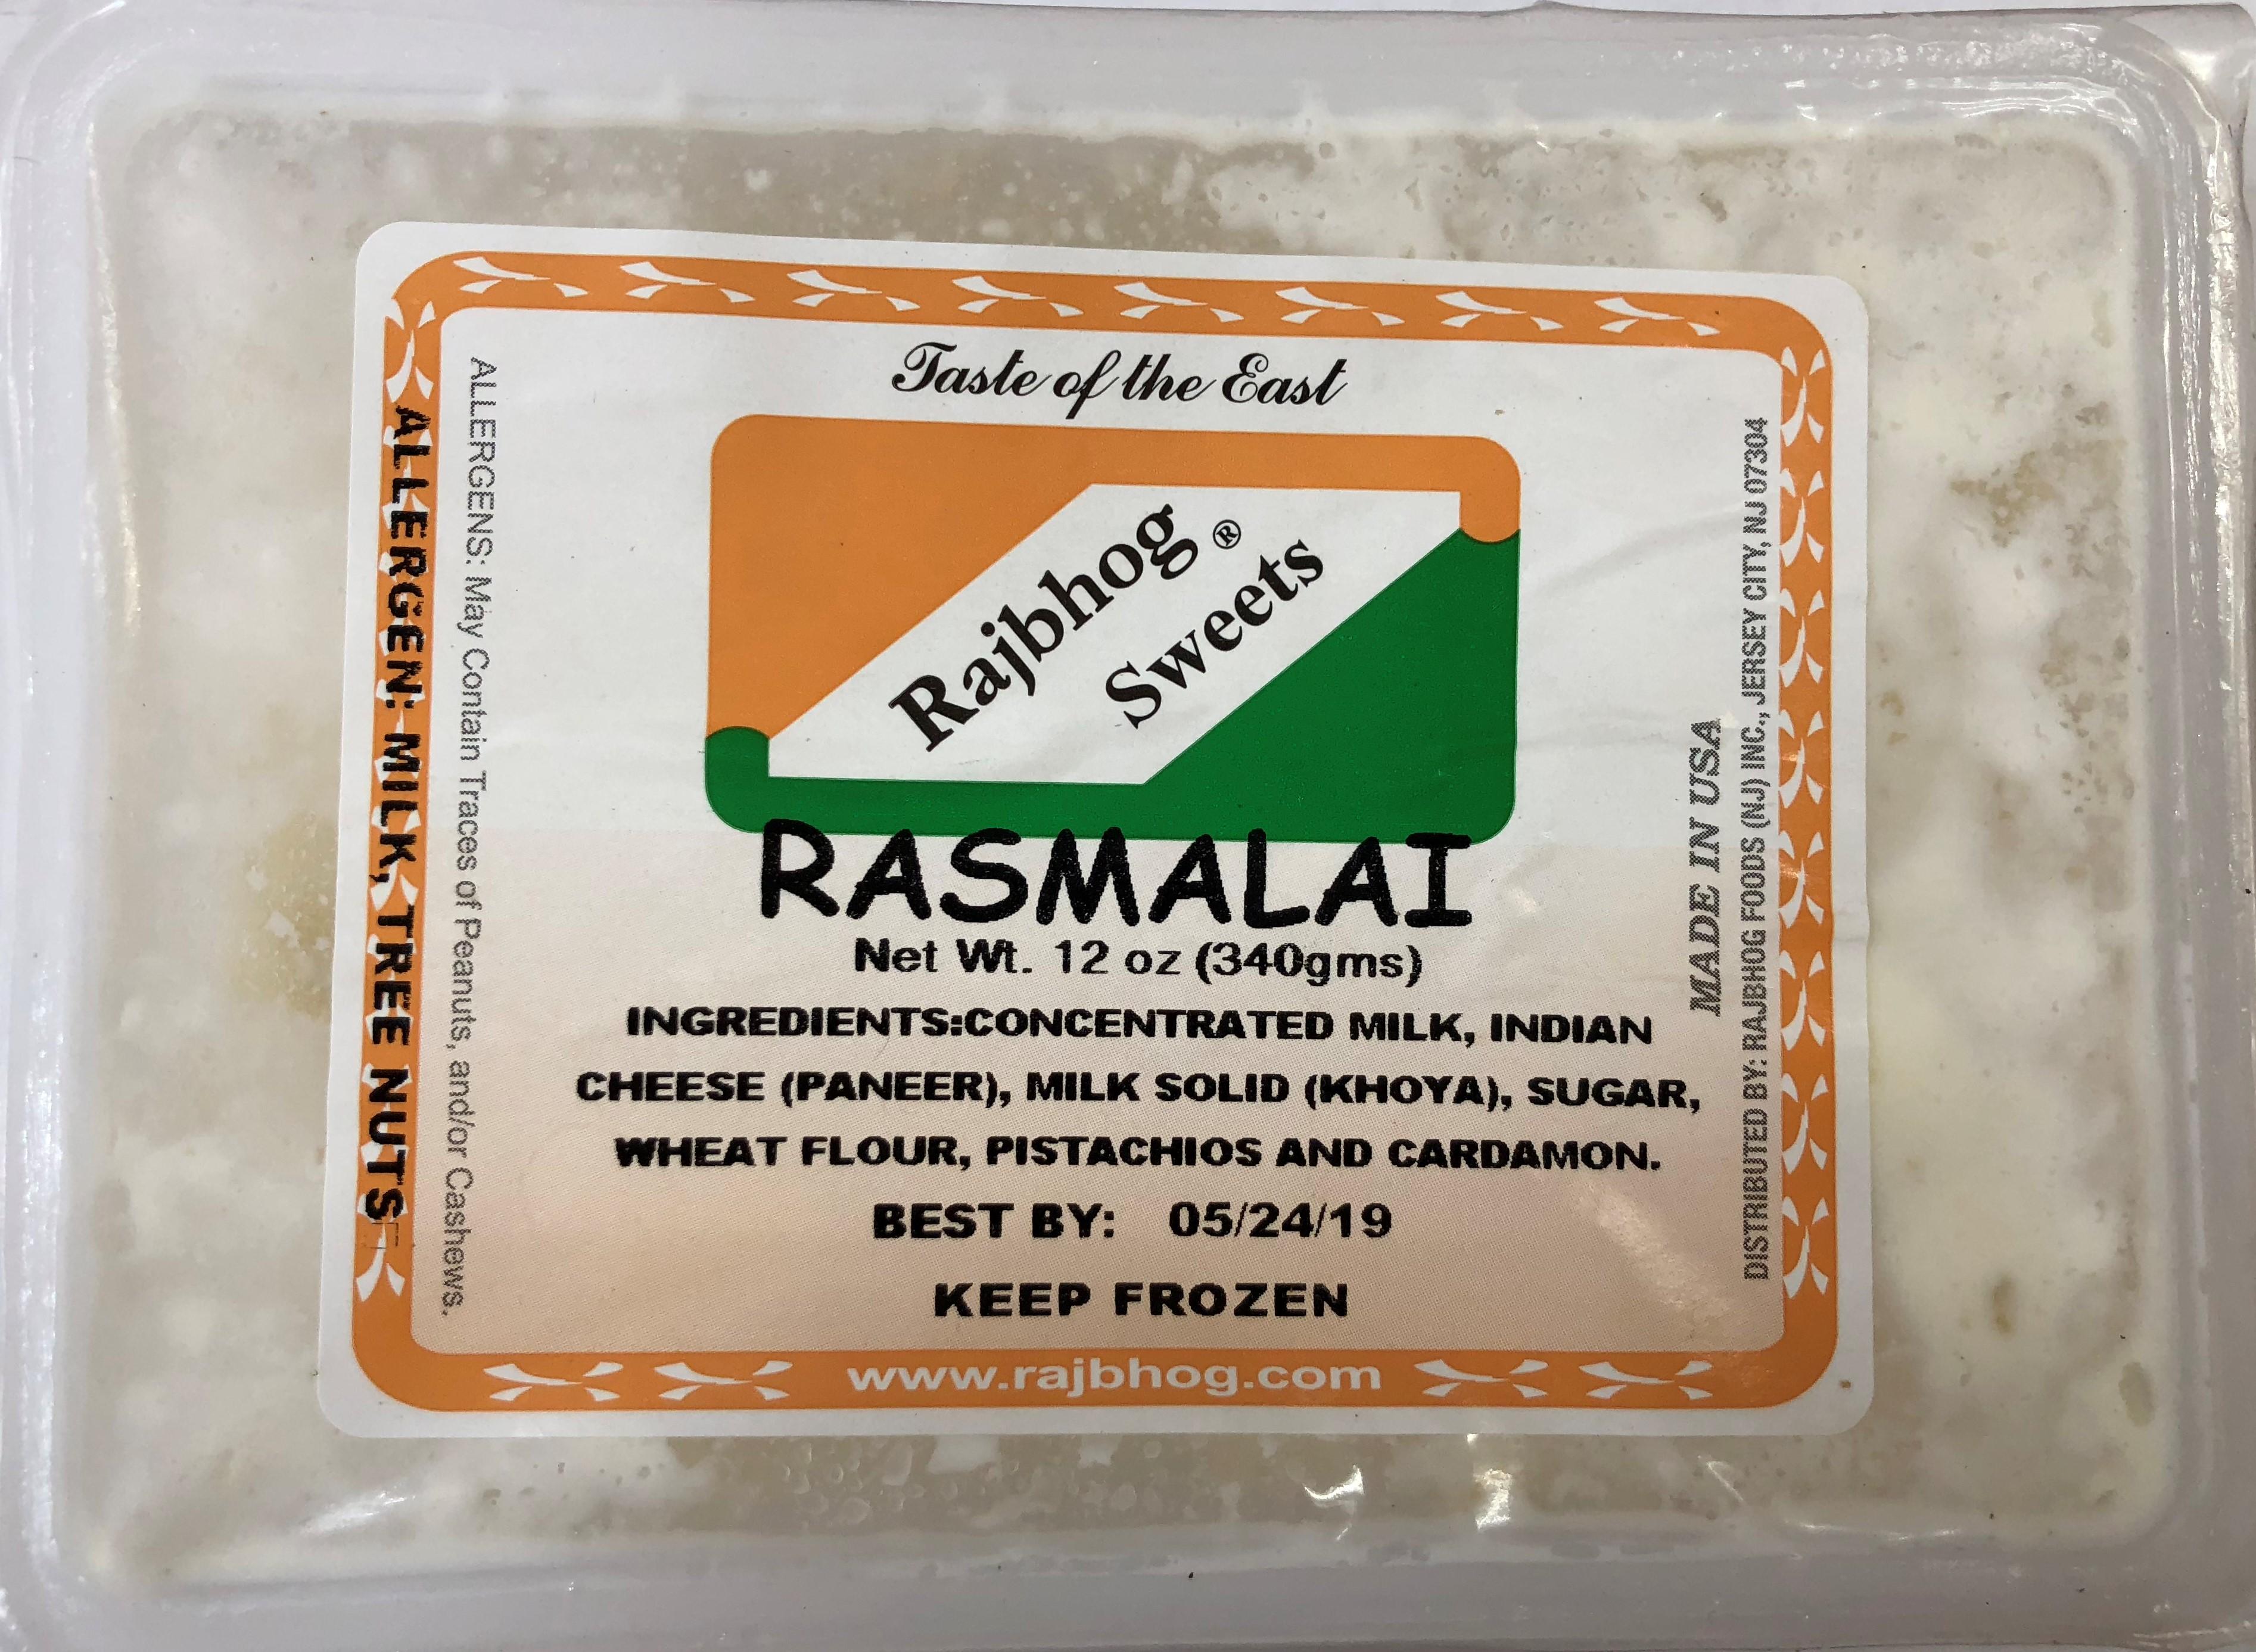 Taste of the East
Rajbhog ®
Sweets
RASMALAI
Net Wt. 12 oz (340gms)
INGREDIENTS:CONCENTRATED MILK, INDIAN
CHEESE (PANEER), MILK SOLID (KHOYA), SUGAR,
WHEAT FLOUR, PISTACHIOS AND CARDAMON.
BEST BY: 05/24/19
KEEP FROZEN
www.rajbhog.com
ALLERGEN: MILK, TREE NUTS
ALLERGENS: May Contain Traces of Peanuts, and/or Cashews.
MADE IN USA
DISTRIBUTED BY: RAJBHOG FOODS (NJ) INC., JERSEY CITY, NJ 07304